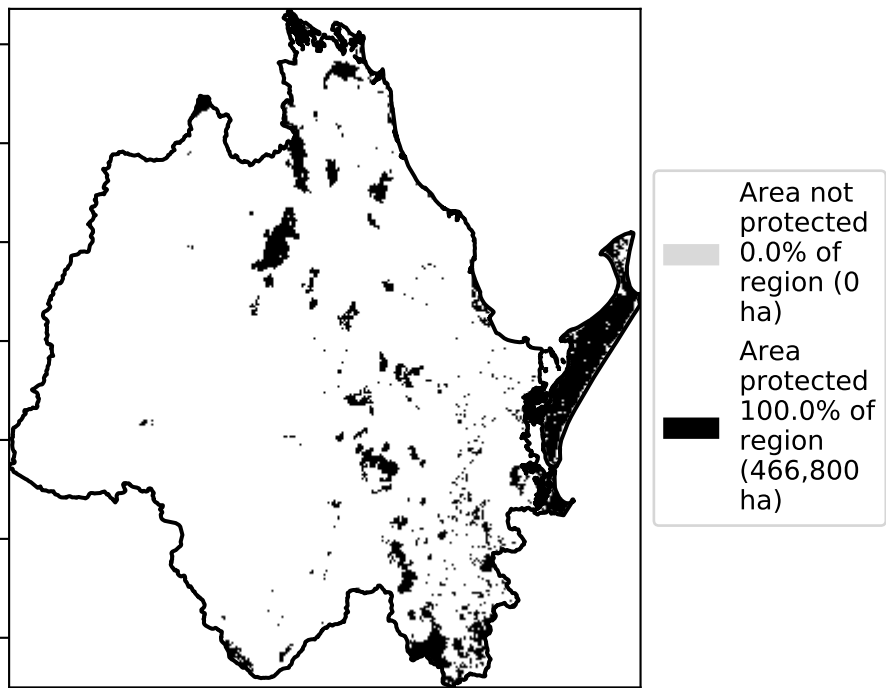 Area not
protected
0.0% of
region (0
ha)
Area
protected
100.0% of
region
(466,800
ha)